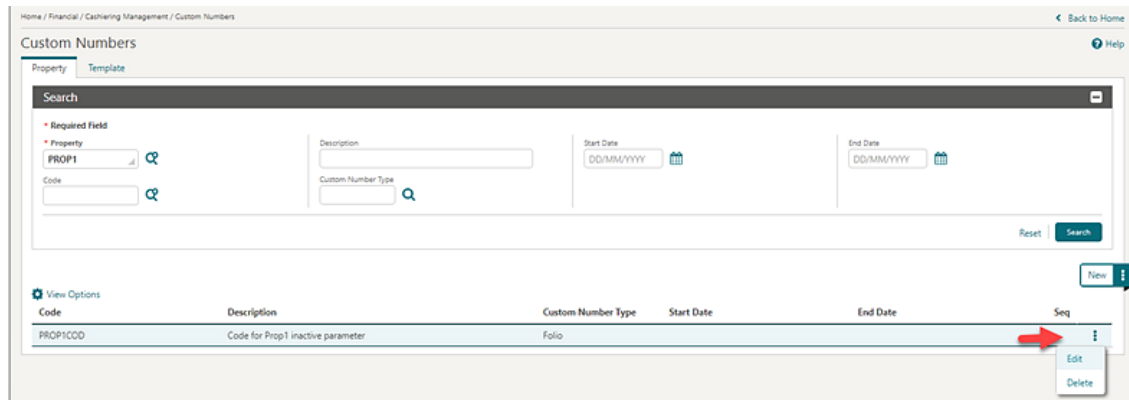 Home / Financial / Cashiering Management / Custom Numbers
Back to Home
Custom Numbers
Help
Property Template
Search
* Required Field
* Property Description Start Date End Date
PROP1 DD/MM/YYYY DD/MM/YYYY
Code Custom Number Type
Reset Search
New
View Options
Code Description Custom Number Type Start Date End Date Seq
PROP1COD Code for Prop1 inactive parameter Folio
Edit
Delete